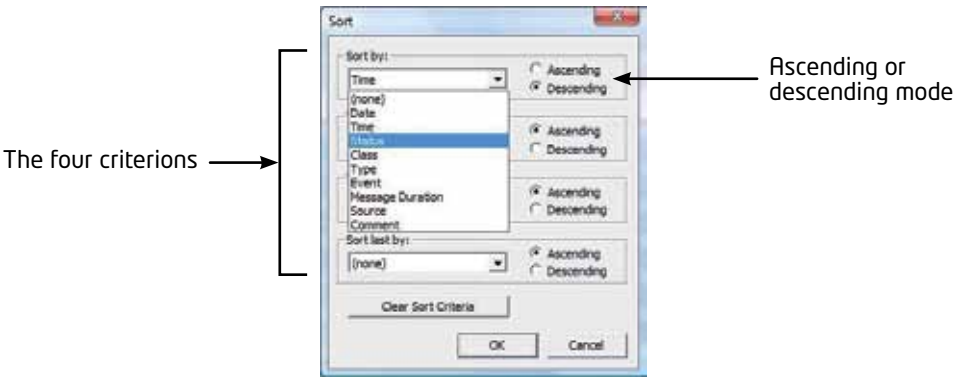 Sort
Sort by:
Time
Ascending
Descending
(none)
Date
Time
Status
Class
Type
Event
Message Duration
Source
Comment
Ascending
Descending
Ascending
Descending
Sort last by:
(none)
Ascending
Descending
Clear Sort Criteria
OK
Cancel
The four criterions
Ascending or
descending mode